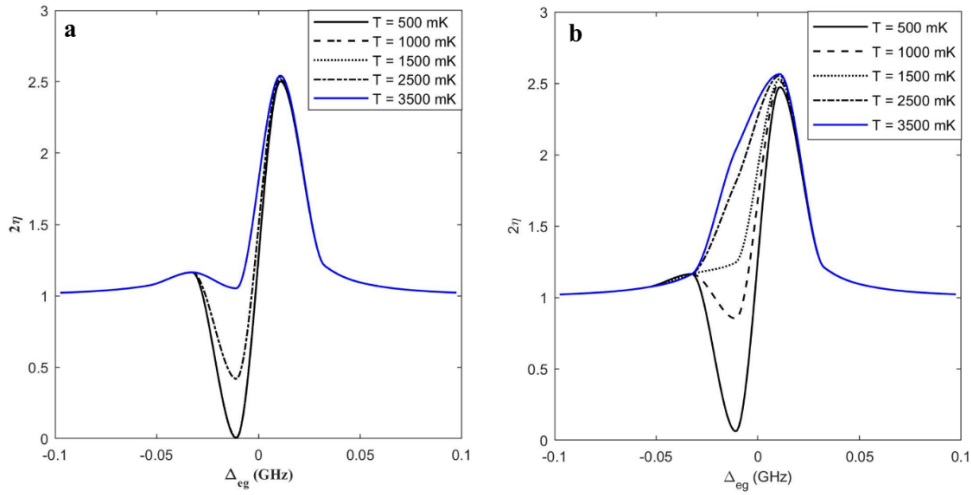 a
T = 500 mK
T = 1000 mK
T = 1500 mK
T = 2500 mK
T = 3500 mK
3
2.5
2
1.5
1
0.5
0
2η
-0.1
-0.05
0
0.05
0.1
Δeg (GHz)
b
T = 500 mK
T = 1000 mK
T = 1500 mK
T = 2500 mK
T = 3500 mK
3
2.5
2
1.5
1
0.5
0
2η
-0.1
-0.05
0
0.05
0.1
Δeg (GHz)